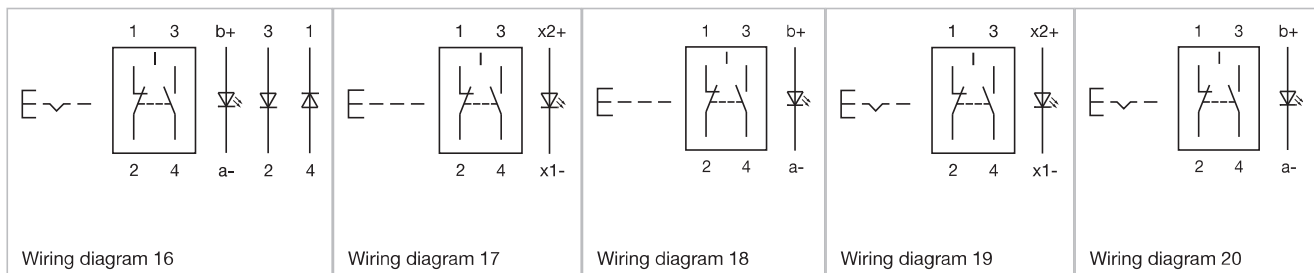 1 3 b+ 3 1
2 4 a- 2 4
Wiring diagram 16
1 3 x2+
2 4 x1-
Wiring diagram 17
1 3 b+
2 4 a-
Wiring diagram 18
1 3 x2+
2 4 x1-
Wiring diagram 19
1 3 b+
2 4 a-
Wiring diagram 20